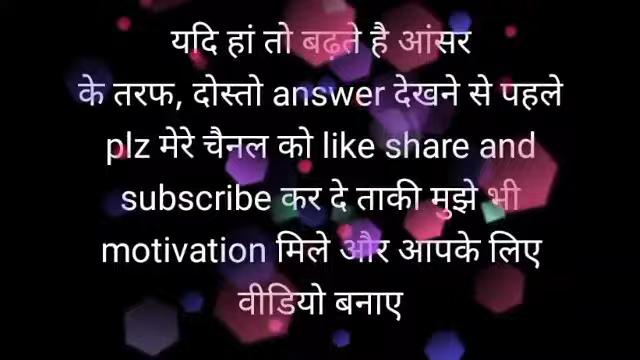 यदि हां तो बढ़ते है आंसर
के तरफ, दोस्तो answer देखने से पहले
plz मेरे चैनल को like share and
subscribe कर दे ताकी मुझे भी
motivation मिले और आपके लिए
वीडियो बनाए